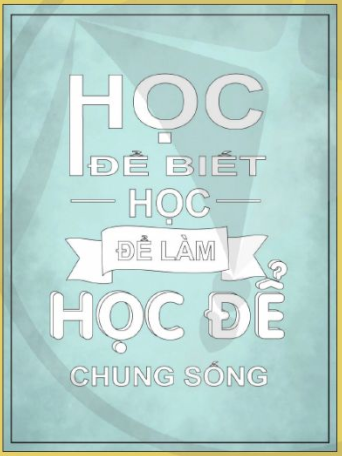 HỌC
ĐỂ BIẾT
HỌC
ĐỂ LÀM
HỌC ĐỂ
CHUNG SỐNG